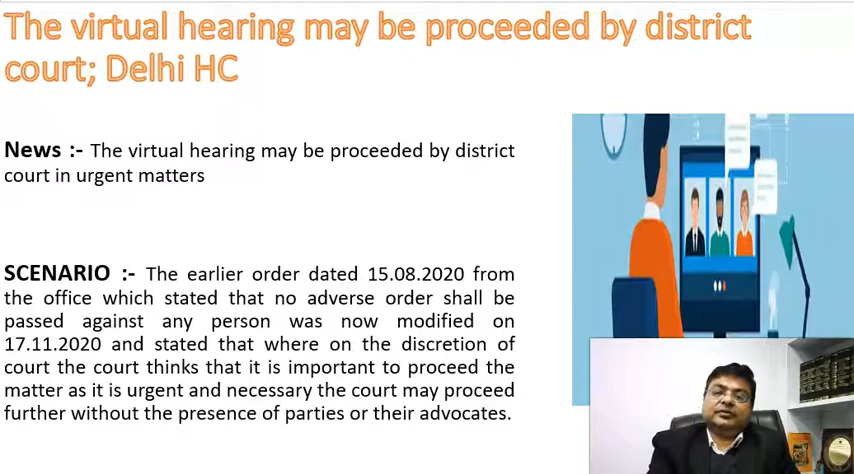 The virtual hearing may be proceeded by district
court; Delhi HC
News :- The virtual hearing may be proceeded by district
court in urgent matters
SCENARIO :- The earlier order dated 15.08.2020 from
the office which stated that no adverse order shall be
passed against any person was now modified on
17.11.2020 and stated that where on the discretion of
court the court thinks that it is important to proceed the
matter as it is urgent and necessary the court may proceed
further without the presence of parties or their advocates.